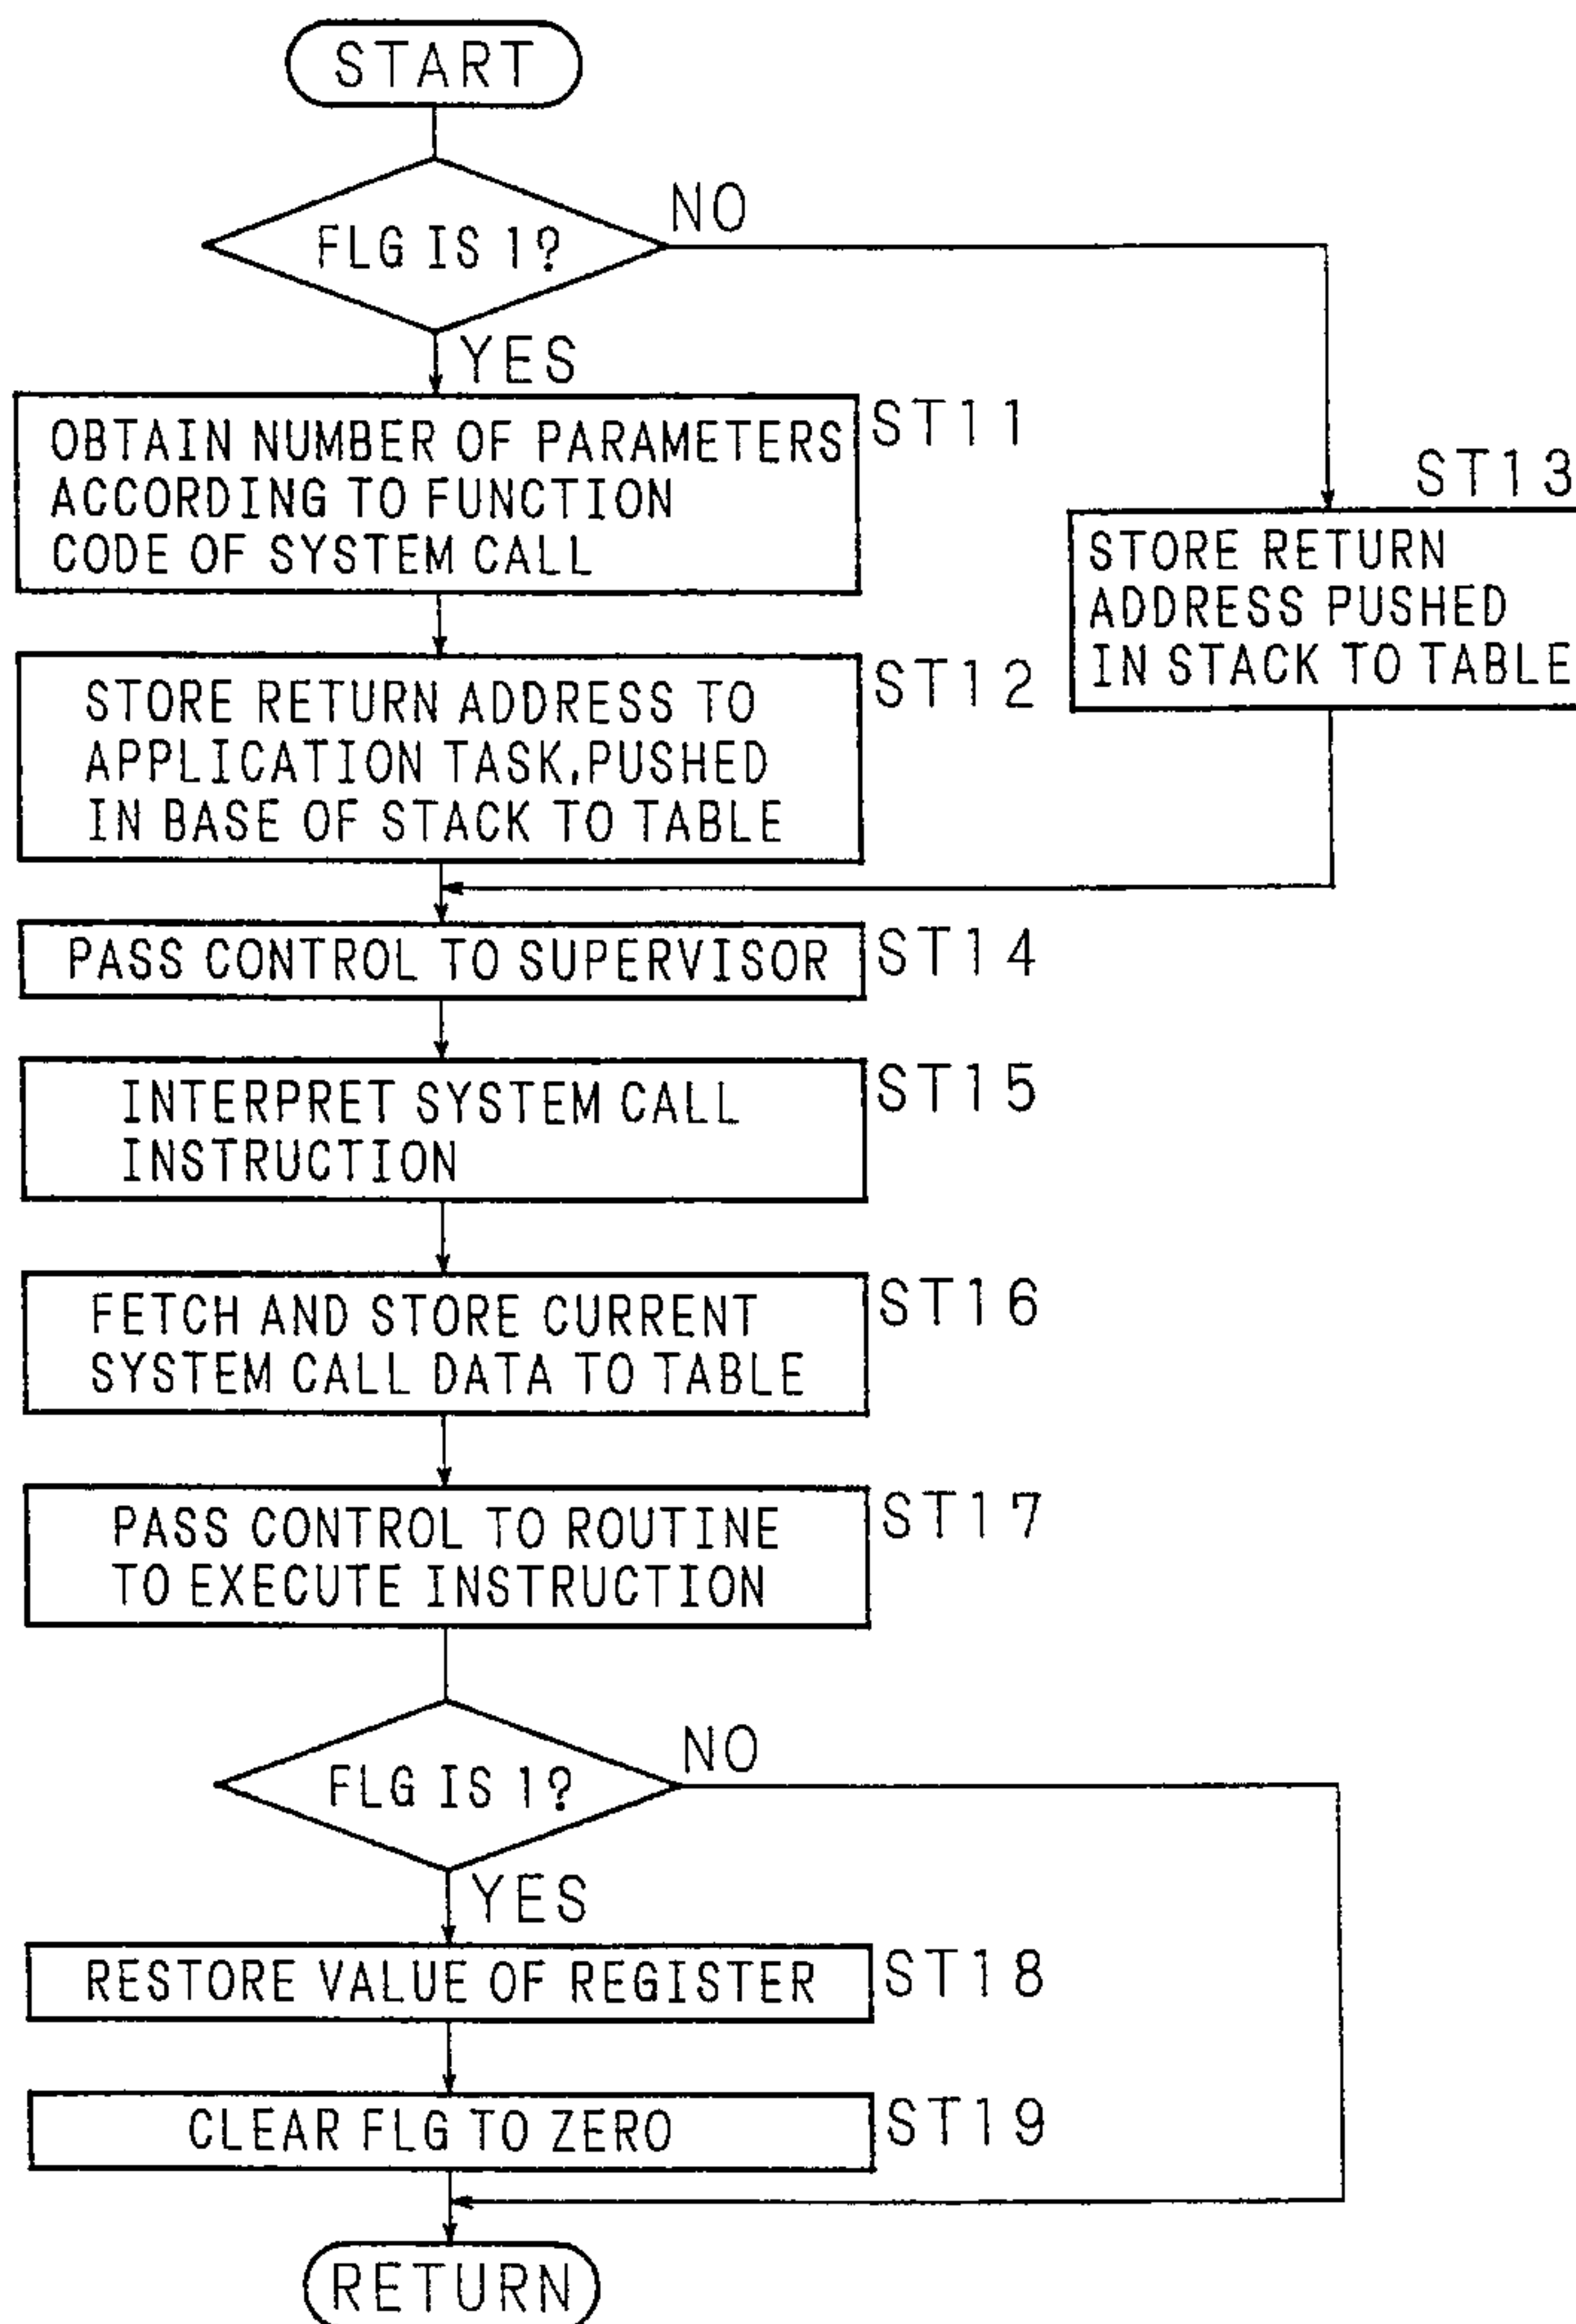 START
FLG IS 1?
NO
YES
OBTAIN NUMBER OF PARAMETERS
ACCORDING TO FUNCTION
CODE OF SYSTEM CALL
ST11
ST13
STORE RETURN
ADDRESS PUSHED
IN STACK TO TABLE
STORE RETURN ADDRESS TO
APPLICATION TASK,PUSHED
IN BASE OF STACK TO TABLE
ST12
PASS CONTROL TO SUPERVISOR
ST14
INTERPRET SYSTEM CALL
INSTRUCTION
ST15
FETCH AND STORE CURRENT
SYSTEM CALL DATA TO TABLE
ST16
PASS CONTROL TO ROUTINE
TO EXECUTE INSTRUCTION
ST17
FLG IS 1?
NO
YES
RESTORE VALUE OF REGISTER
ST18
CLEAR FLG TO ZERO
ST19
RETURN